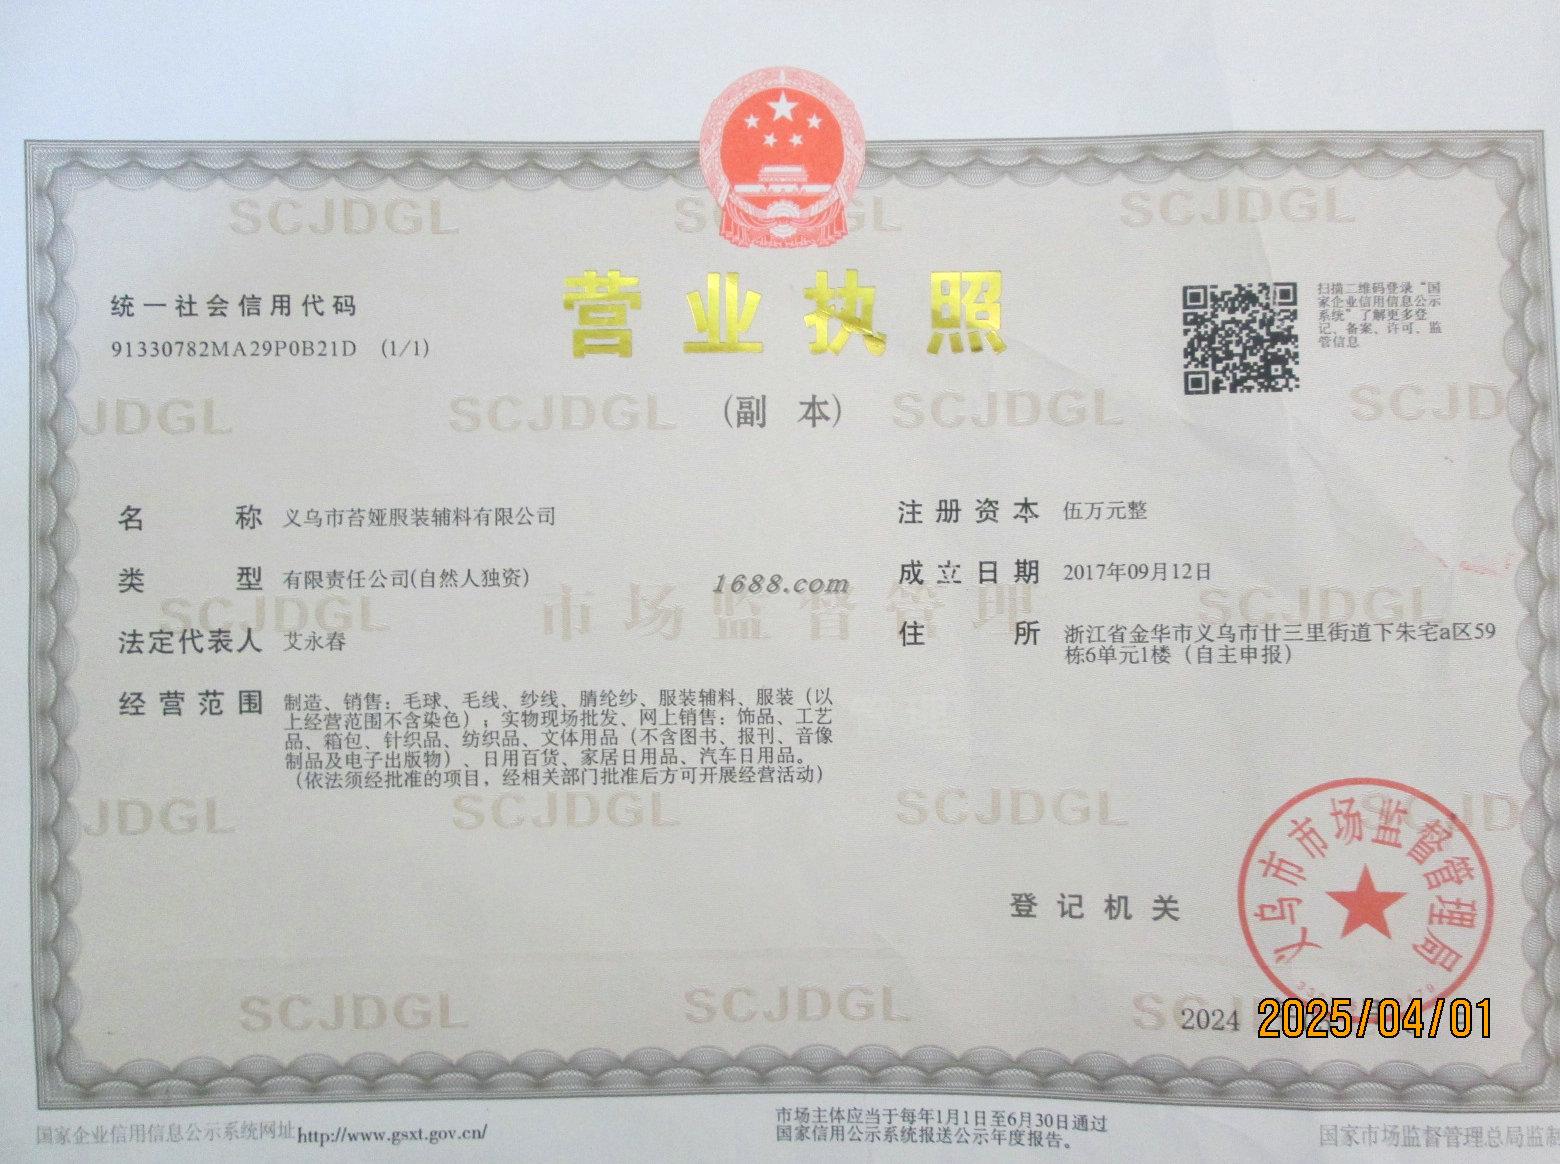 营业执照
(副 本)
统一社会信用代码
91330782MA29P0B21D (1/1)
扫描二维码登录“国
家企业信用信息公示
系统”了解更多登
记、备案、许可、监
管信息
名 称 义乌市苔娅服装辅料有限公司
类 型 有限责任公司(自然人独资)
法定代表人 艾永春
经营范围 制造、销售：毛球、毛线、纱线、腈纶纱、服装辅料、服装（以
上经营范围不含染色）；实物现场批发、网上销售：饰品、工艺
品、箱包、针织品、纺织品、文体用品（不含图书、报刊、音像
制品及电子出版物）、日用百货、家居日用品、汽车日用品。
（依法须经批准的项目，经相关部门批准后方可开展经营活动）
注册资本 伍万元整
成立日期 2017年09月12日
住 所 浙江省金华市义乌市廿三里街道下朱宅a区59
栋6单元1楼（自主申报）
1688.com
市场监督管理
SCJDGL
登记机关
义乌市市场监督管理局
2024
2025/04/01
国家企业信用信息公示系统网址http://www.gsxt.gov.cn/
市场主体应当于每年1月1日至6月30日通过
国家信用公示系统报送公示年度报告。
国家市场监督管理总局监制